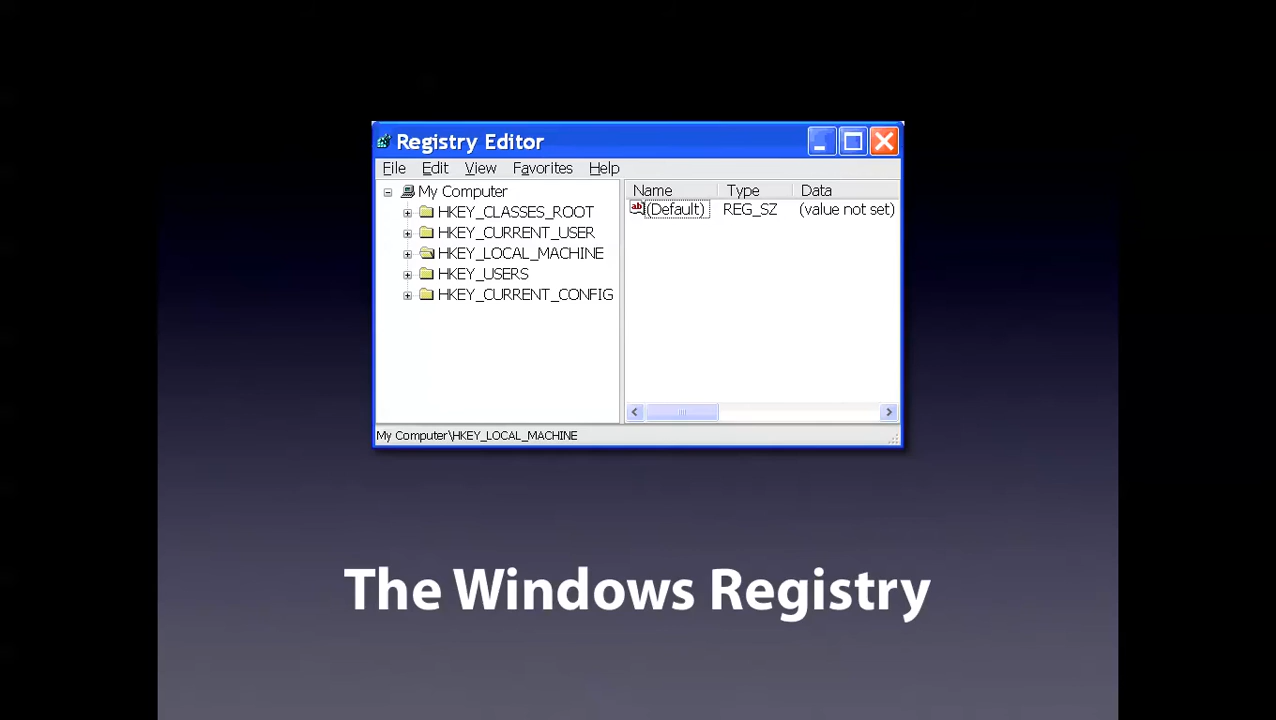 Registry Editor
File Edit View Favorites Help
My Computer
HKEY_CLASSES_ROOT
HKEY_CURRENT_USER
HKEY_LOCAL_MACHINE
HKEY_USERS
HKEY_CURRENT_CONFIG
Name Type Data
ab (Default) REG_SZ (value not set)
My Computer\HKEY_LOCAL_MACHINE
The Windows Registry